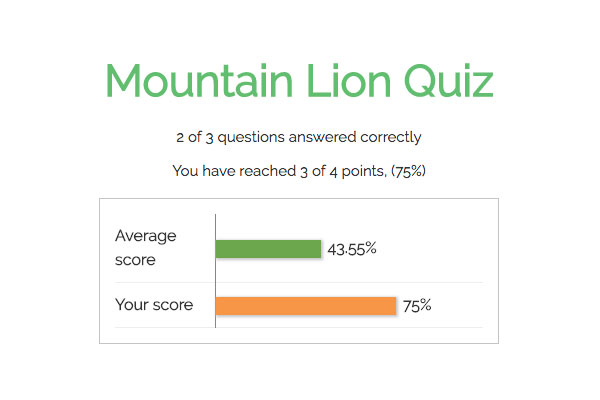 Mountain Lion Quiz
2 of 3 questions answered correctly
You have reached 3 of 4 points, (75%)
Average
score
43.55%
Your score
75%